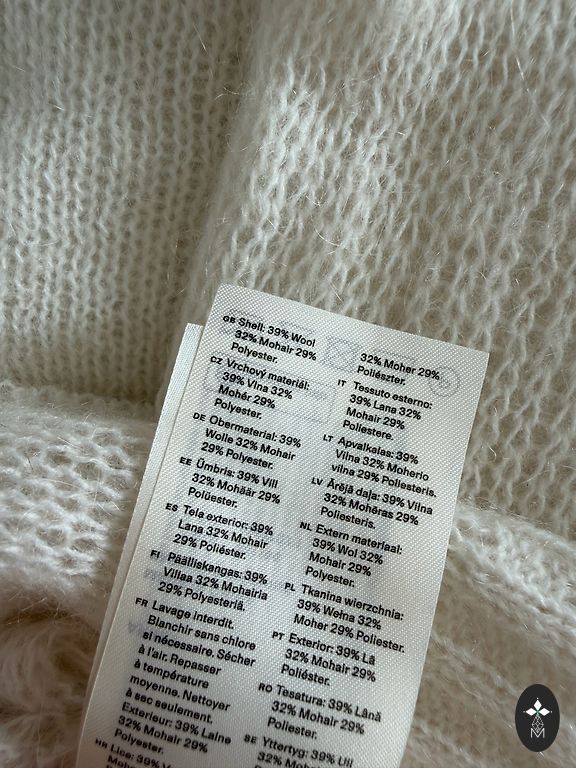 GB Shell: 39% Wool
32% Mohair 29%
Polyester.
CZ Vrchový materiál:
39% Vlna 32%
Mohér 29%
Polyester.
DE Obermaterial: 39%
Wolle 32% Mohair
29% Polyester.
EE Ümbris: 39% Vill
32% Mohäär 29%
Polüester.
ES Tela exterior: 39%
Lana 32% Mohair
29% Poliéster.
FI Päälliskangas: 39%
Villaa 32% Mohairia
29% Polyesteriä.
FR Lavage interdit.
Blanchir sans chlore
si nécessaire. Sécher
à l'air. Repasser
à température
moyenne. Nettoyer
à sec seulement.
Exterieur: 39% Laine
32% Mohair 29%
Polyester.
HR Lice: 39%
32% Moher 29%
Poliészter.
IT Tessuto esterno:
39% Lana 32%
Mohair 29%
Poliestere.
LT Apvalkalas: 39%
Vilna 32% Moherio
vilna 29% Poliesteris.
LV Ārējā daļa: 39% Vilna
32% Mohēras 29%
Poliesteris.
NL Extern materiaal:
39% Wol 32%
Mohair 29%
Polyester.
PL Tkanina wierzchnia:
39% Wełna 32%
Moher 29% Poliester.
PT Exterior: 39% Lã
32% Mohair 29%
Poliéster.
RO Tesatura: 39% Lână
32% Mohair 29%
Poliester.
SE Yttertyg: 39% Ull
32% Mohair 30%
M